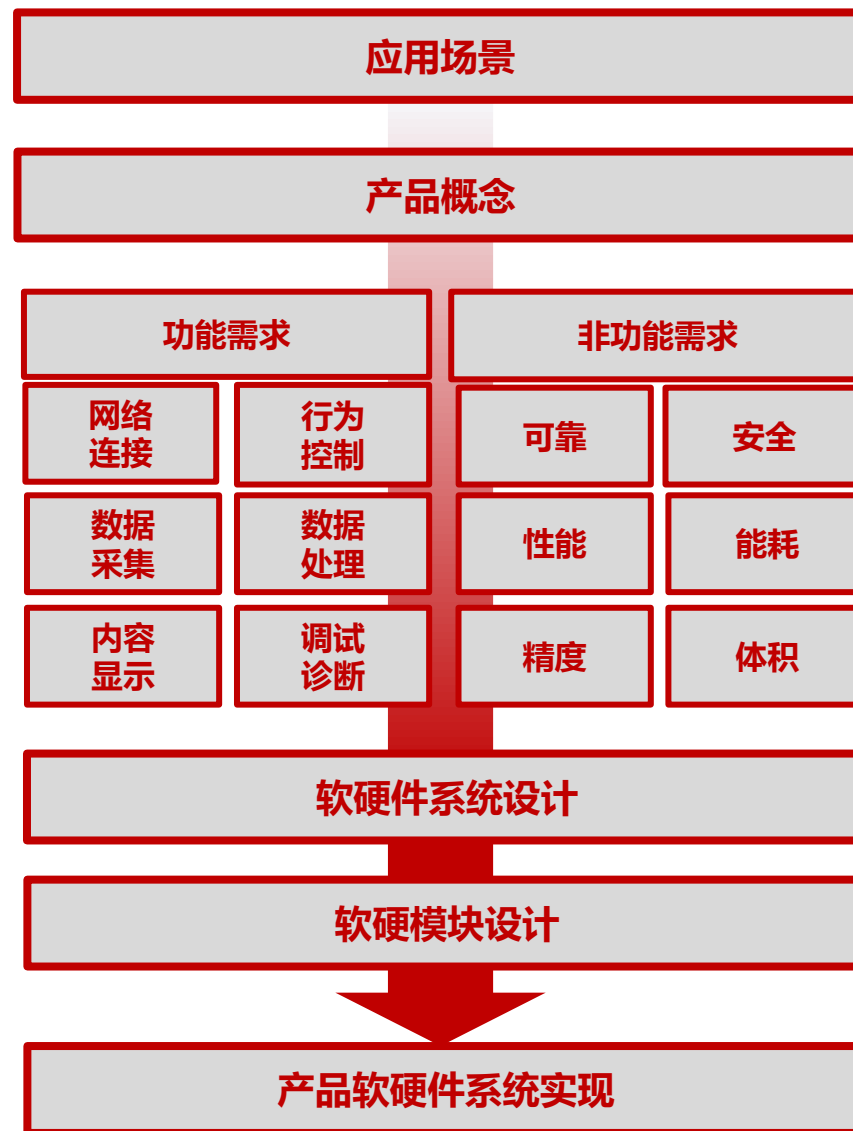 应用场景
产品概念
功能需求
非功能需求
网络
连接
行为
控制
可靠
安全
数据
采集
数据
处理
性能
能耗
内容
显示
调试
诊断
精度
体积
软硬件系统设计
软硬模块设计
产品软硬件系统实现